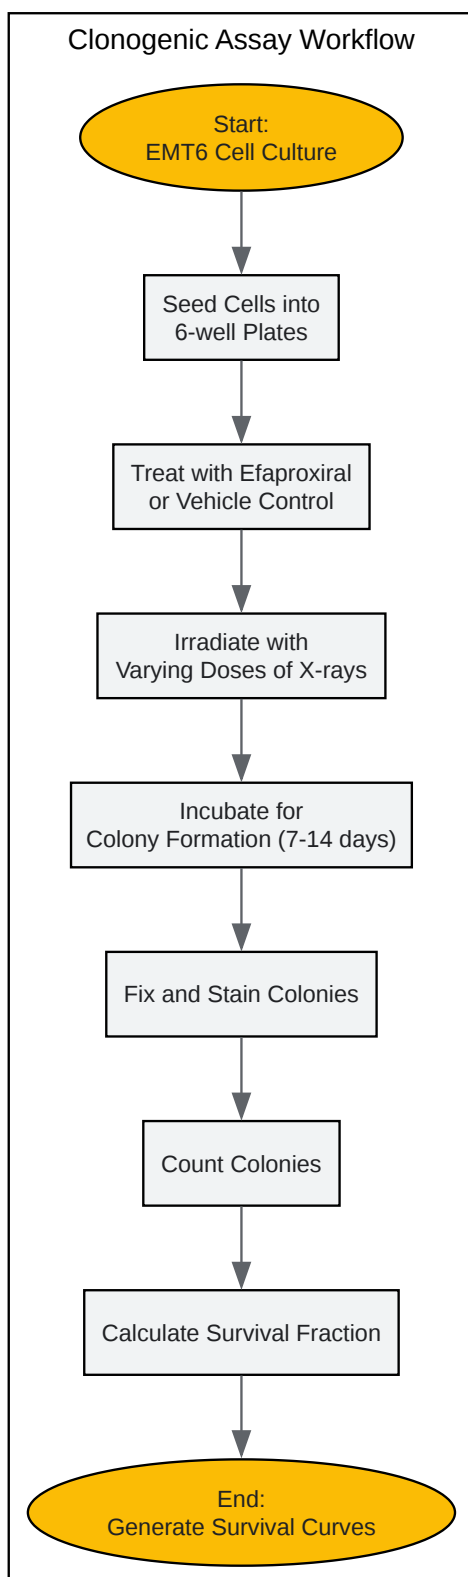 Clonogenic Assay Workflow
Start:
EMT6 Cell Culture
Seed Cells into
6-well Plates
Treat with Efaproxiral
or Vehicle Control
Irradiate with
Varying Doses of X-rays
Incubate for
Colony Formation (7-14 days)
Fix and Stain Colonies
Count Colonies
Calculate Survival Fraction
End:
Generate Survival Curves